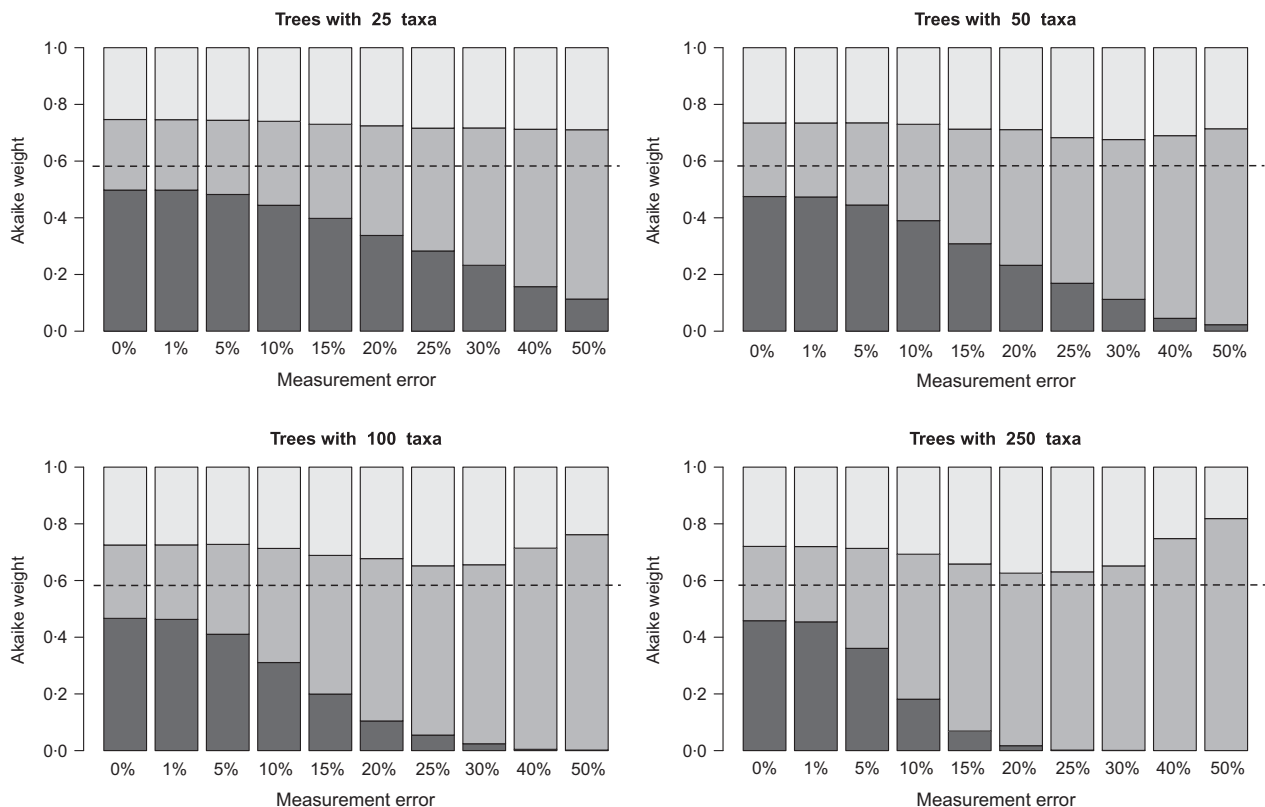 Trees with 25 taxa
1·0
0·8
0·6
0·4
0·2
0·0
Akaike weight
0% 1% 5% 10% 15% 20% 25% 30% 40% 50%
Measurement error
Trees with 50 taxa
1·0
0·8
0·6
0·4
0·2
0·0
Akaike weight
0% 1% 5% 10% 15% 20% 25% 30% 40% 50%
Measurement error
Trees with 100 taxa
1·0
0·8
0·6
0·4
0·2
0·0
Akaike weight
0% 1% 5% 10% 15% 20% 25% 30% 40% 50%
Measurement error
Trees with 250 taxa
1·0
0·8
0·6
0·4
0·2
0·0
Akaike weight
0% 1% 5% 10% 15% 20% 25% 30% 40% 50%
Measurement error